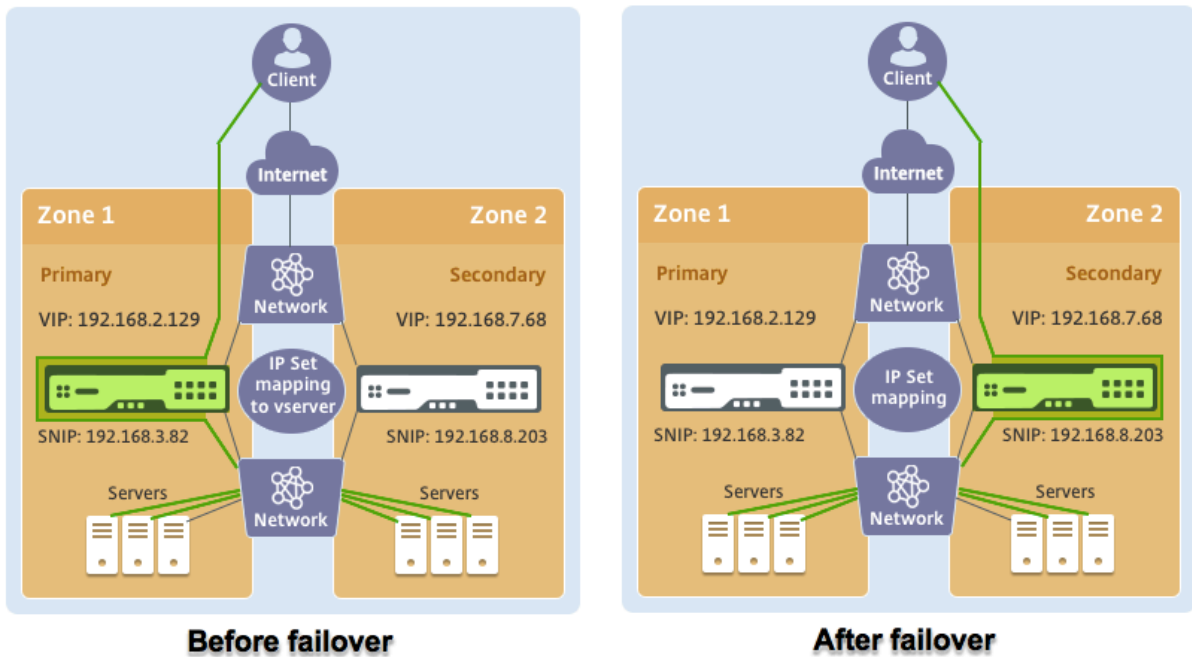 Client
Internet
Zone 1
Zone 2
Primary
Secondary
Network
VIP: 192.168.2.129
VIP: 192.168.7.68
IP Set
mapping
to vserver
SNIP: 192.168.3.82
SNIP: 192.168.8.203
Servers
Servers
Network
Before failover
Client
Internet
Zone 1
Zone 2
Primary
Secondary
Network
VIP: 192.168.2.129
VIP: 192.168.7.68
IP Set
mapping
SNIP: 192.168.3.82
SNIP: 192.168.8.203
Servers
Servers
Network
After failover